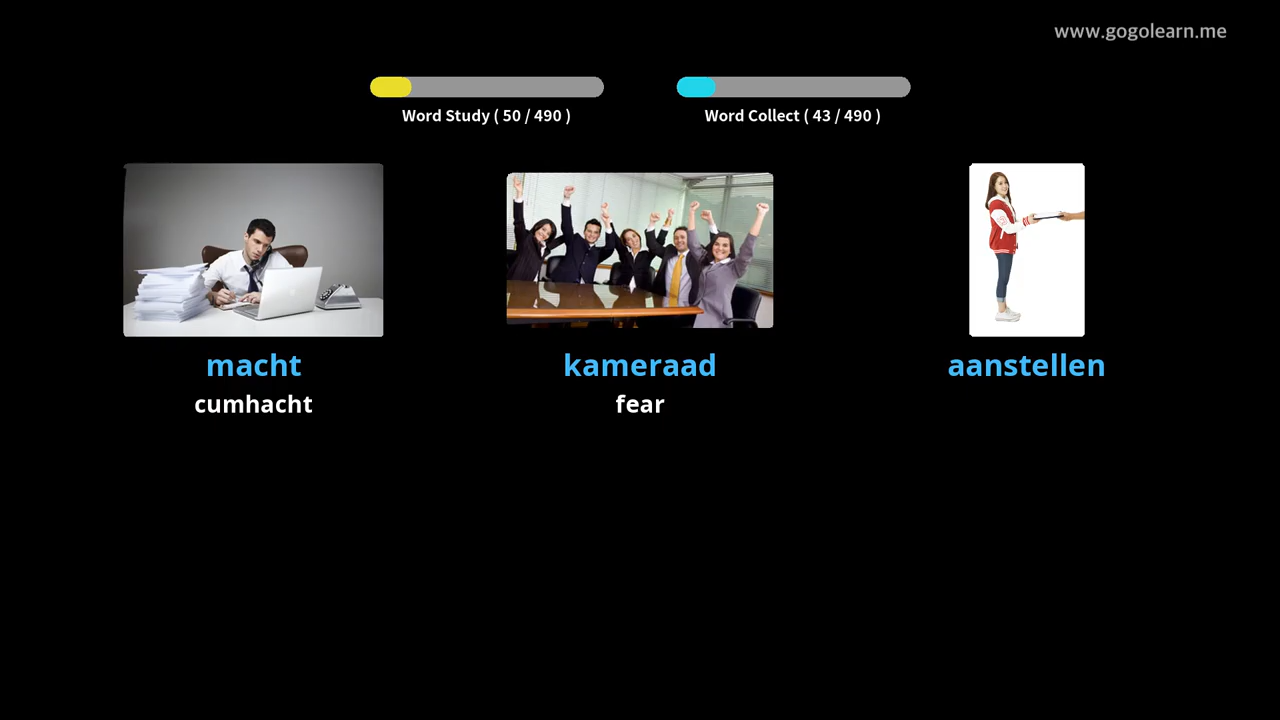 www.gogolearn.me
Word Study ( 50 / 490 )
Word Collect ( 43 / 490 )
macht
kameraad
aanstellen
cumhacht
fear